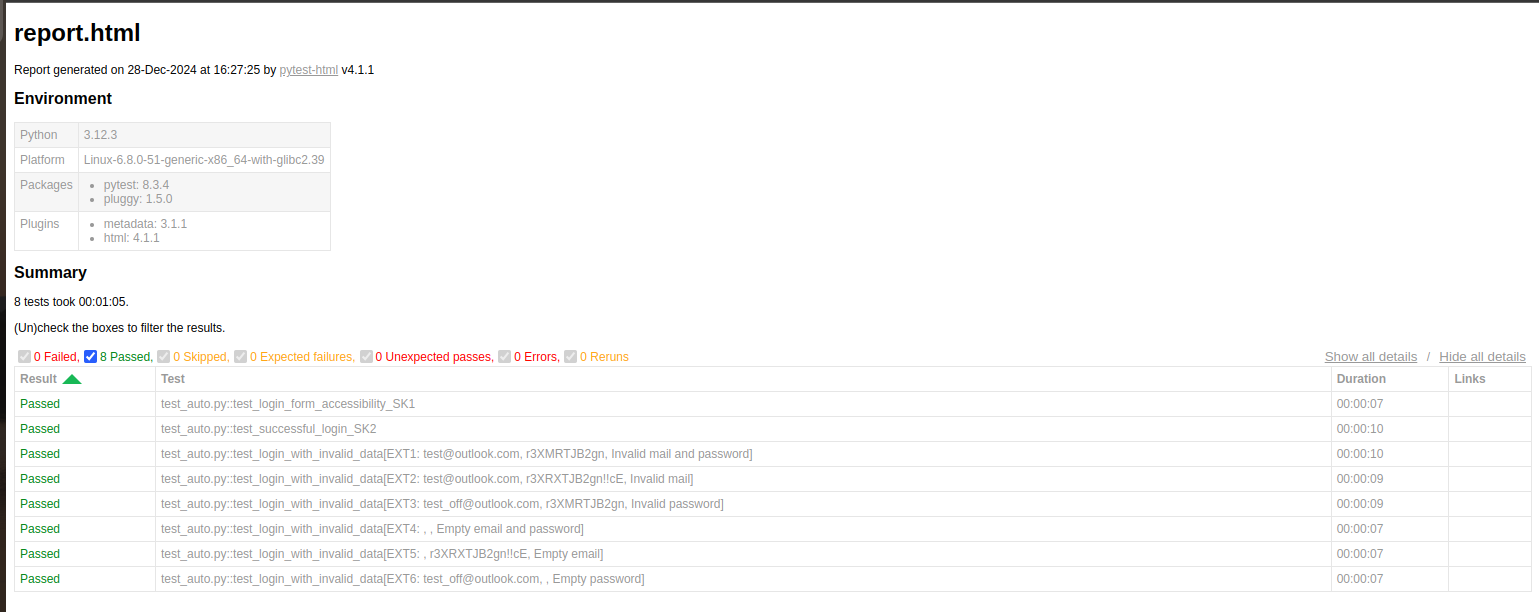 report.html
Report generated on 28-Dec-2024 at 16:27:25 by pytest-html v4.1.1
Environment
Python 3.12.3
Platform Linux-6.8.0-51-generic-x86_64-with-glibc2.39
Packages • pytest: 8.3.4
• pluggy: 1.5.0
Plugins • metadata: 3.1.1
• html: 4.1.1
Summary
8 tests took 00:01:05.
(Un)check the boxes to filter the results.
0 Failed, 8 Passed, 0 Skipped, 0 Expected failures, 0 Unexpected passes, 0 Errors, 0 Reruns Show all details / Hide all details
Result Test Duration Links
Passed test_auto.py::test_login_form_accessibility_SK1 00:00:07
Passed test_auto.py::test_successful_login_SK2 00:00:10
Passed test_auto.py::test_login_with_invalid_data[EXT1: test@outlook.com, r3XMRTJB2gn, Invalid mail and password] 00:00:10
Passed test_auto.py::test_login_with_invalid_data[EXT2: test@outlook.com, r3XRXTJB2gn!!cE, Invalid mail] 00:00:09
Passed test_auto.py::test_login_with_invalid_data[EXT3: test_off@outlook.com, r3XMRTJB2gn, Invalid password] 00:00:09
Passed test_auto.py::test_login_with_invalid_data[EXT4: , , Empty email and password] 00:00:07
Passed test_auto.py::test_login_with_invalid_data[EXT5: , r3XRXTJB2gn!!cE, Empty email] 00:00:07
Passed test_auto.py::test_login_with_invalid_data[EXT6: test_off@outlook.com, , Empty password] 00:00:07